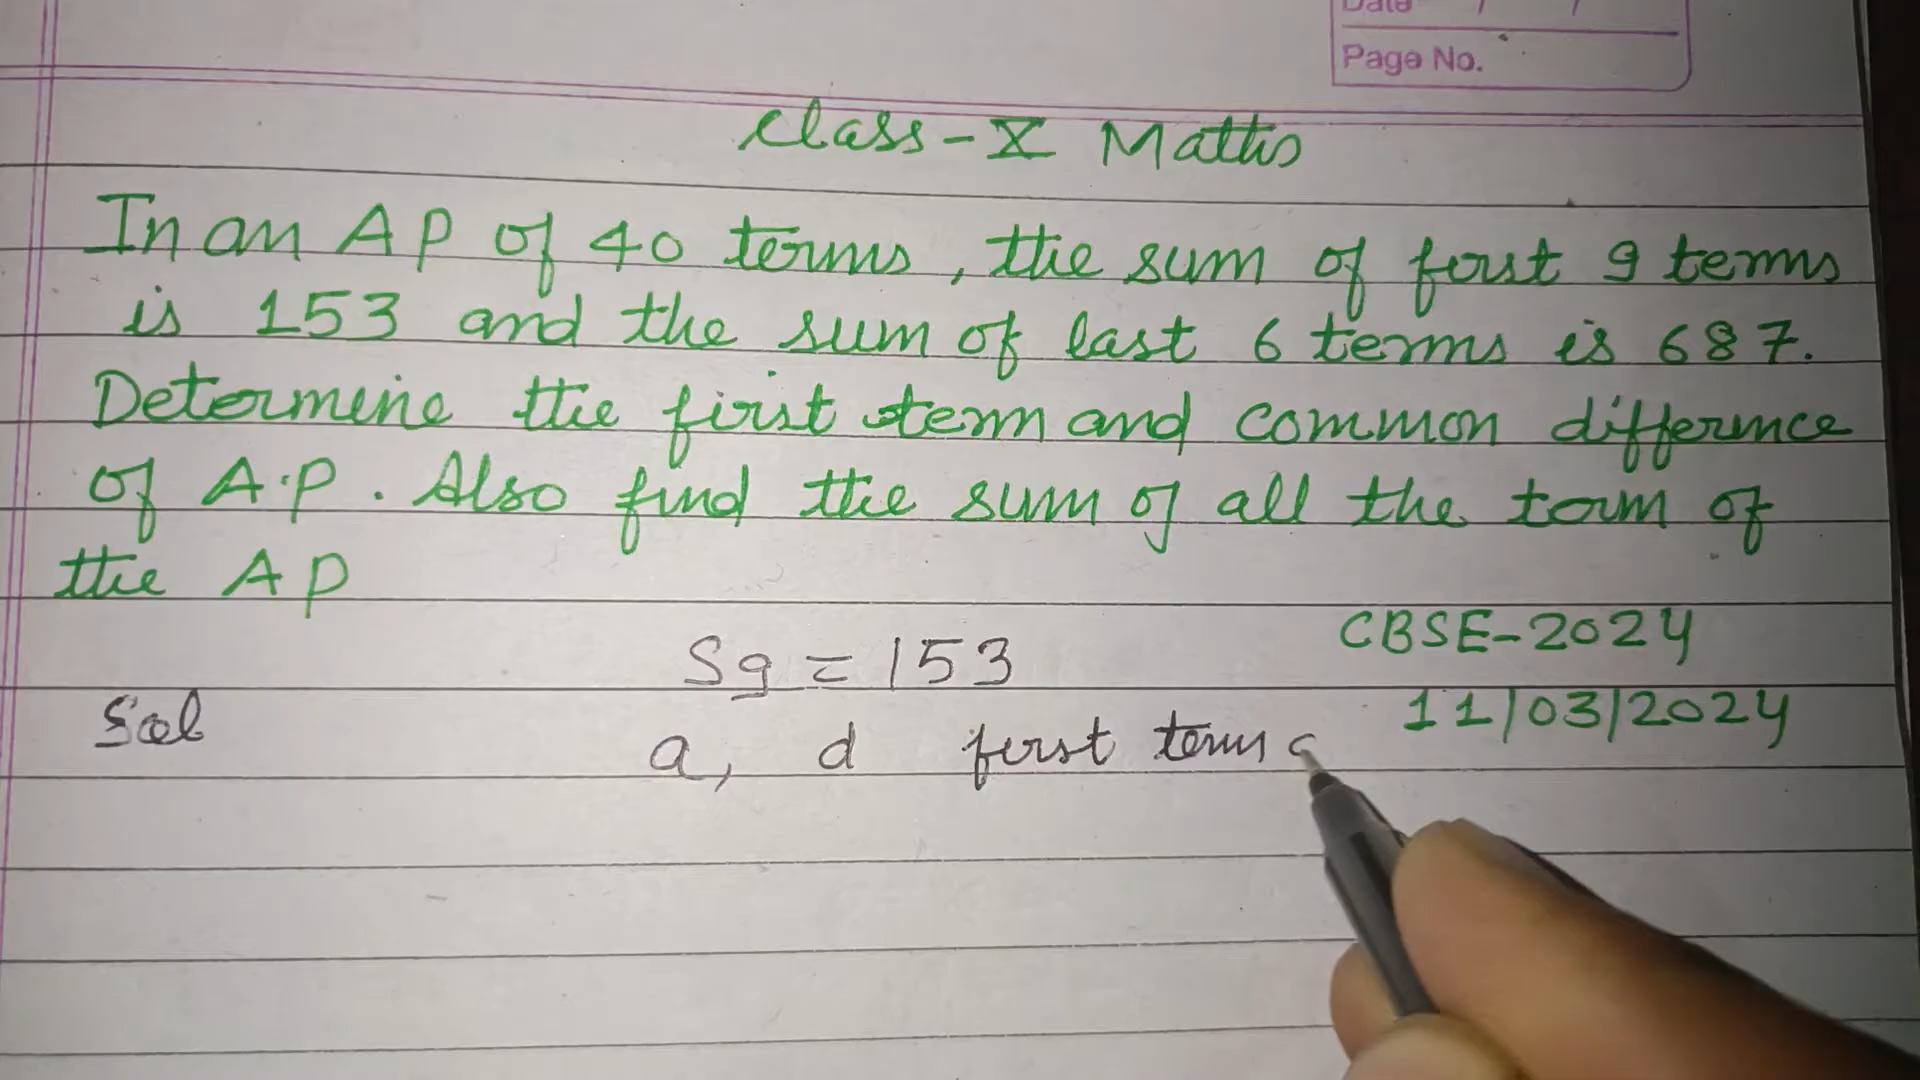 Date / /
Page No.
Class-X Maths
In an AP of 40 terms, the sum of first 9 terms
is 153 and the sum of last 6 terms is 687.
Determine the first term and common difference
of A.P. Also find the sum of all the term of
the AP
CBSE-2024
S9 = 153
11/03/2024
Sol
a, d first term